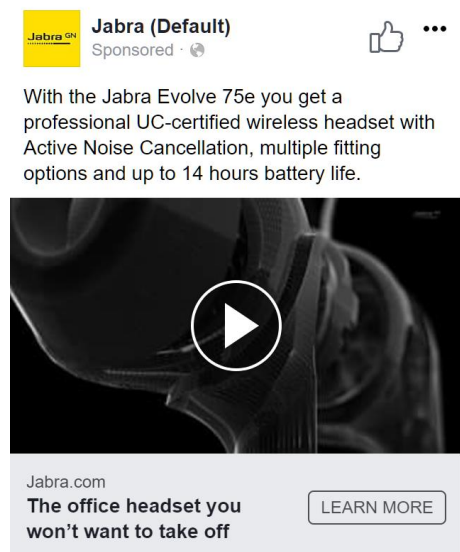 Jabra GN
Jabra (Default)
Sponsored ·
With the Jabra Evolve 75e you get a
professional UC-certified wireless headset with
Active Noise Cancellation, multiple fitting
options and up to 14 hours battery life.
Jabra.com
The office headset you
won’t want to take off
LEARN MORE